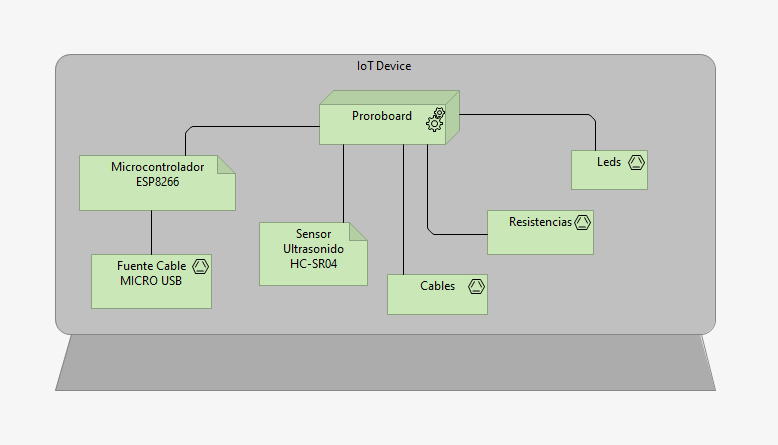 IoT Device
Proroboard
Microcontrolador
ESP8266
Leds
Resistencias
Sensor
Ultrasonido
HC-SR04
Fuente Cable
MICRO USB
Cables